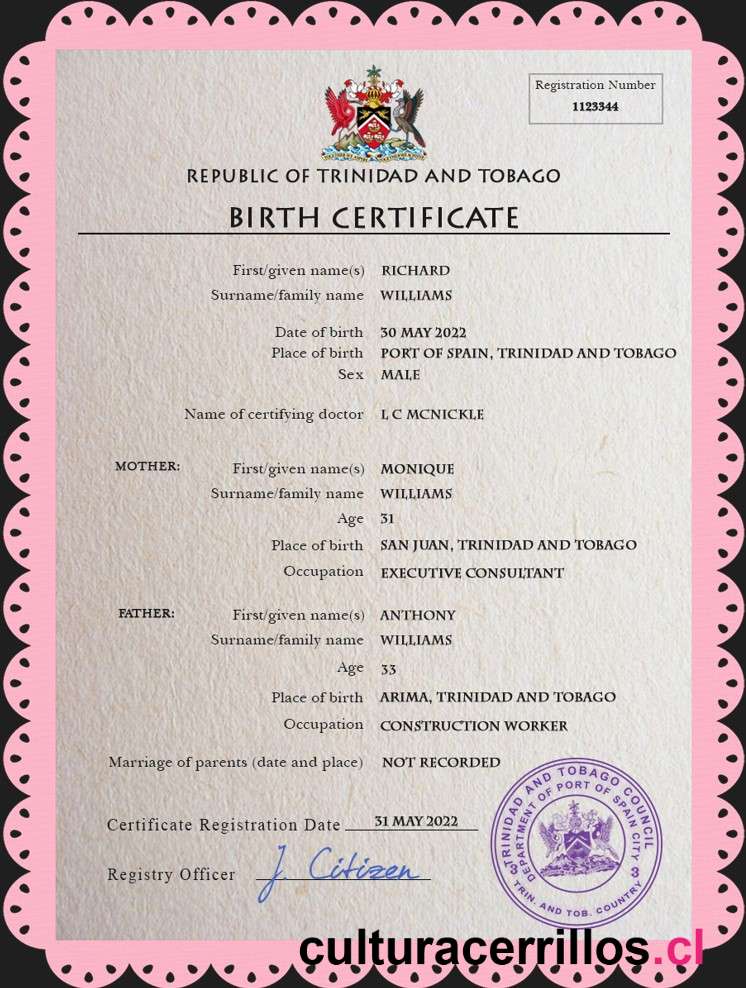 Registration Number
1123344
REPUBLIC OF TRINIDAD AND TOBAGO
BIRTH CERTIFICATE
First/given name(s) RICHARD
Surname/family name WILLIAMS
Date of birth 30 MAY 2022
Place of birth PORT OF SPAIN, TRINIDAD AND TOBAGO
Sex MALE
Name of certifying doctor L C MCNICKLE
MOTHER: First/given name(s) MONIQUE
Surname/family name WILLIAMS
Age 31
Place of birth SAN JUAN, TRINIDAD AND TOBAGO
Occupation EXECUTIVE CONSULTANT
FATHER: First/given name(s) ANTHONY
Surname/family name WILLIAMS
Age 33
Place of birth ARIMA, TRINIDAD AND TOBAGO
Occupation CONSTRUCTION WORKER
Marriage of parents (date and place) NOT RECORDED
Certificate Registration Date 31 MAY 2022
Registry Officer J. Citizen
TRINIDAD AND TOBAGO COUNCIL
DEPARTMENT OF PORT OF SPAIN CITY
3 TRIN. AND TOB. COUNTRY 3
culturacerrillos.cl